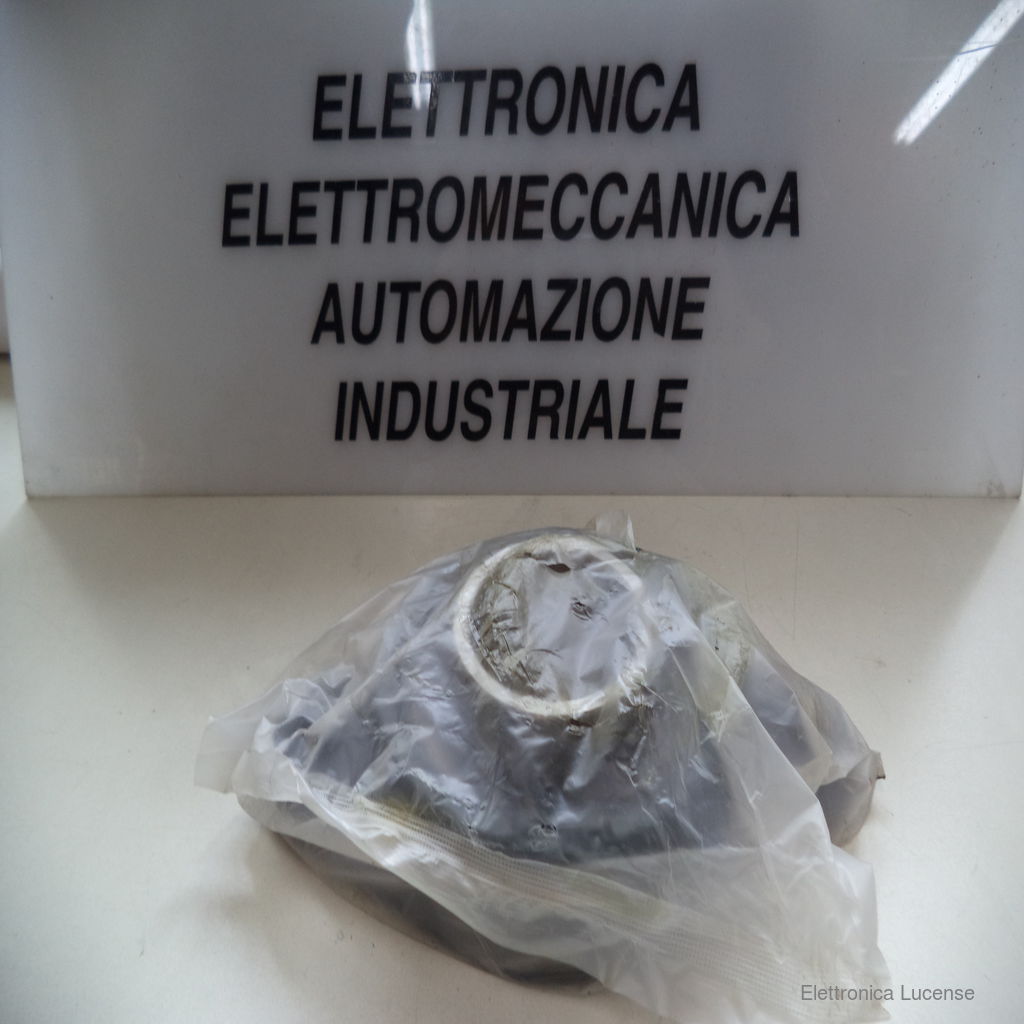 ELETTRONICA
ELETTROMECCANICA
AUTOMAZIONE
INDUSTRIALE
Elettronica Lucense